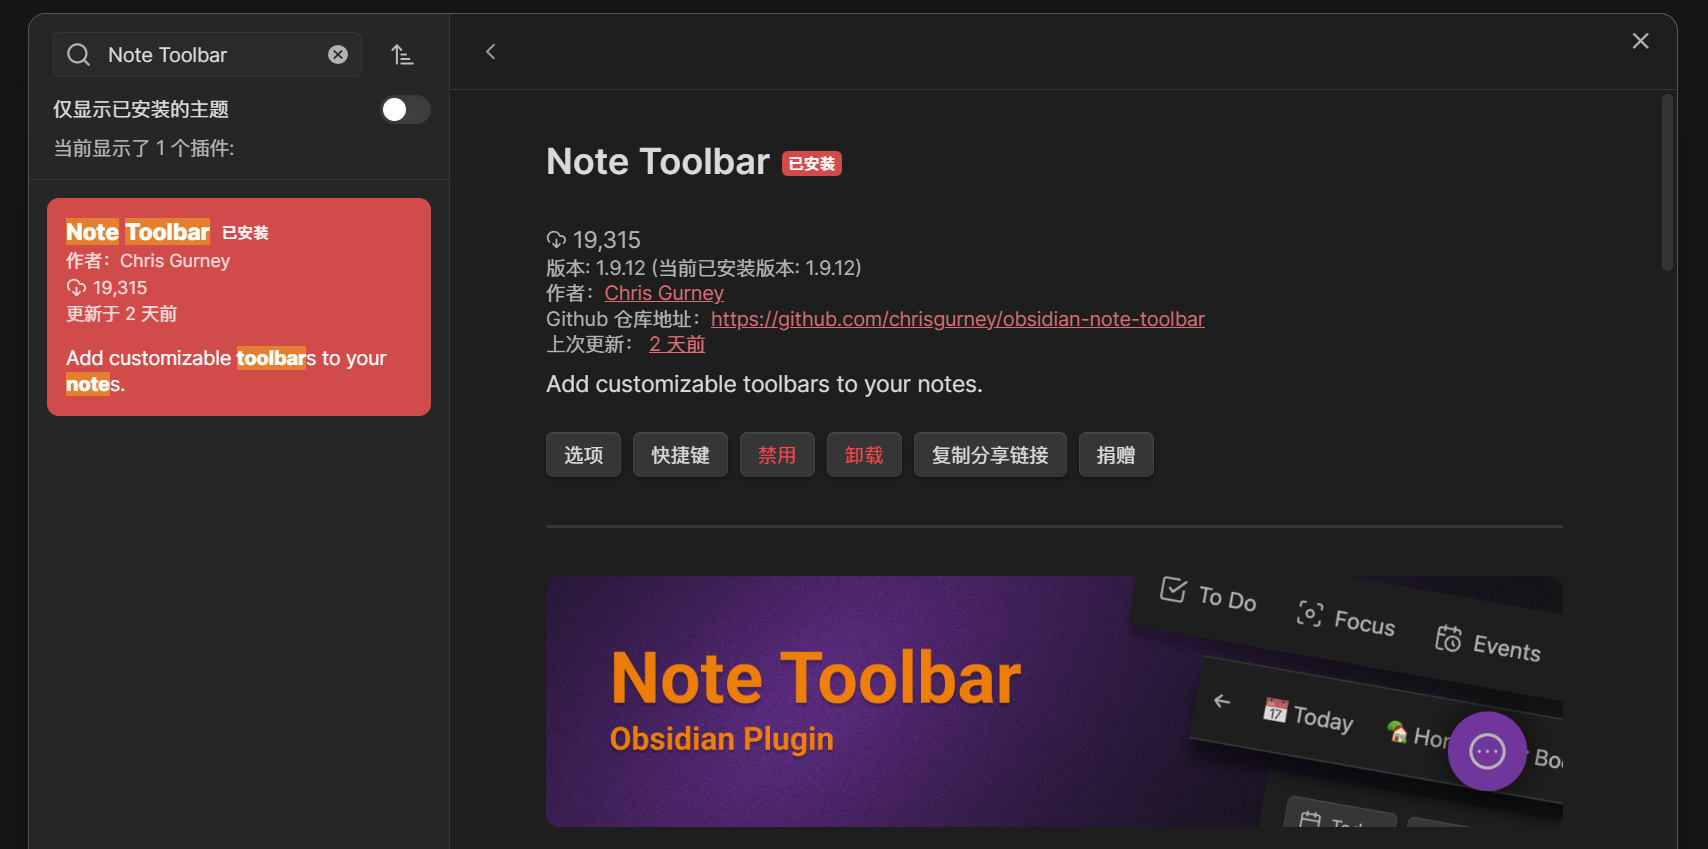 Note Toolbar
仅显示已安装的主题
当前显示了 1 个插件:
Note Toolbar 已安装
作者：Chris Gurney
19,315
更新于 2 天前
Add customizable toolbars to your
notes.
Note Toolbar 已安装
19,315
版本: 1.9.12 (当前已安装版本: 1.9.12)
作者：Chris Gurney
Github 仓库地址：https://github.com/chrisgurney/obsidian-note-toolbar
上次更新： 2 天前
Add customizable toolbars to your notes.
选项 快捷键 禁用 卸载 复制分享链接 捐赠
Note Toolbar
Obsidian Plugin
To Do Focus Events
17 Today